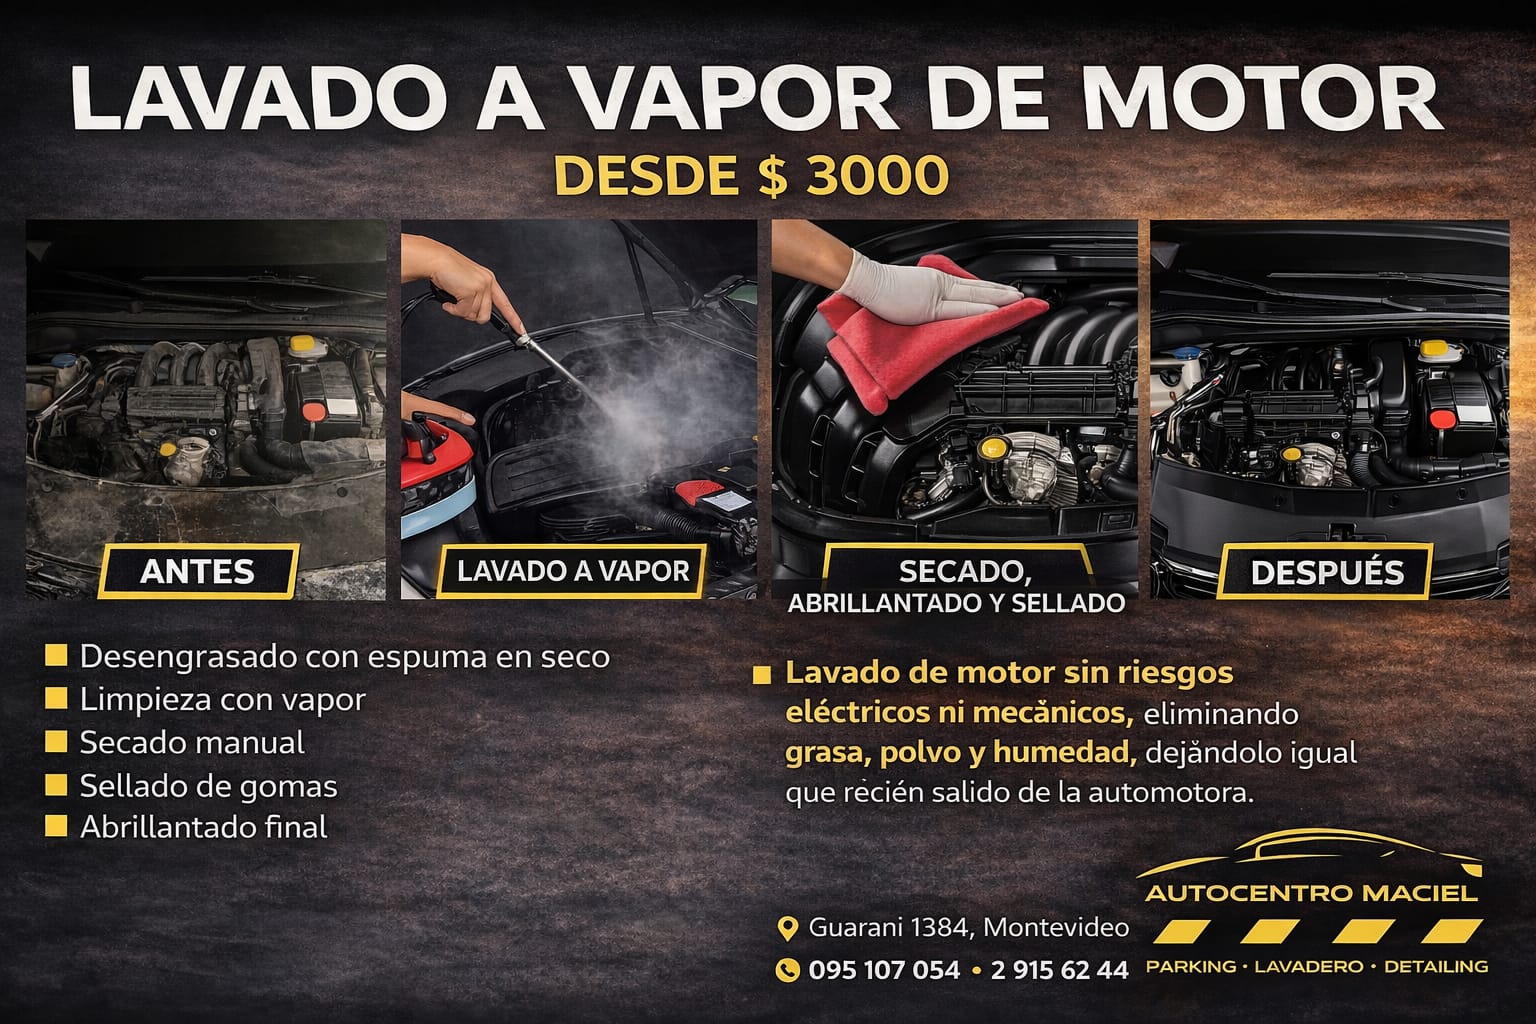 LAVADO A VAPOR DE MOTOR
DESDE $ 3000
ANTES
LAVADO A VAPOR
SECADO,
ABRILLANTADO Y SELLADO
DESPUÉS
Desengrasado con espuma en seco
Limpieza con vapor
Secado manual
Sellado de gomas
Abrillantado final
Lavado de motor sin riesgos
eléctricos ni mecǎnicos, eliminando
grasa, polvo y humedad, dejǎndolo igual
que rècién salido de la automotora.
AUTOCENTRO MACIEL
PARKING • LAVADERO • DETAILING
Guarani 1384, Montevideo
095 107 054 • 2 915 62 44